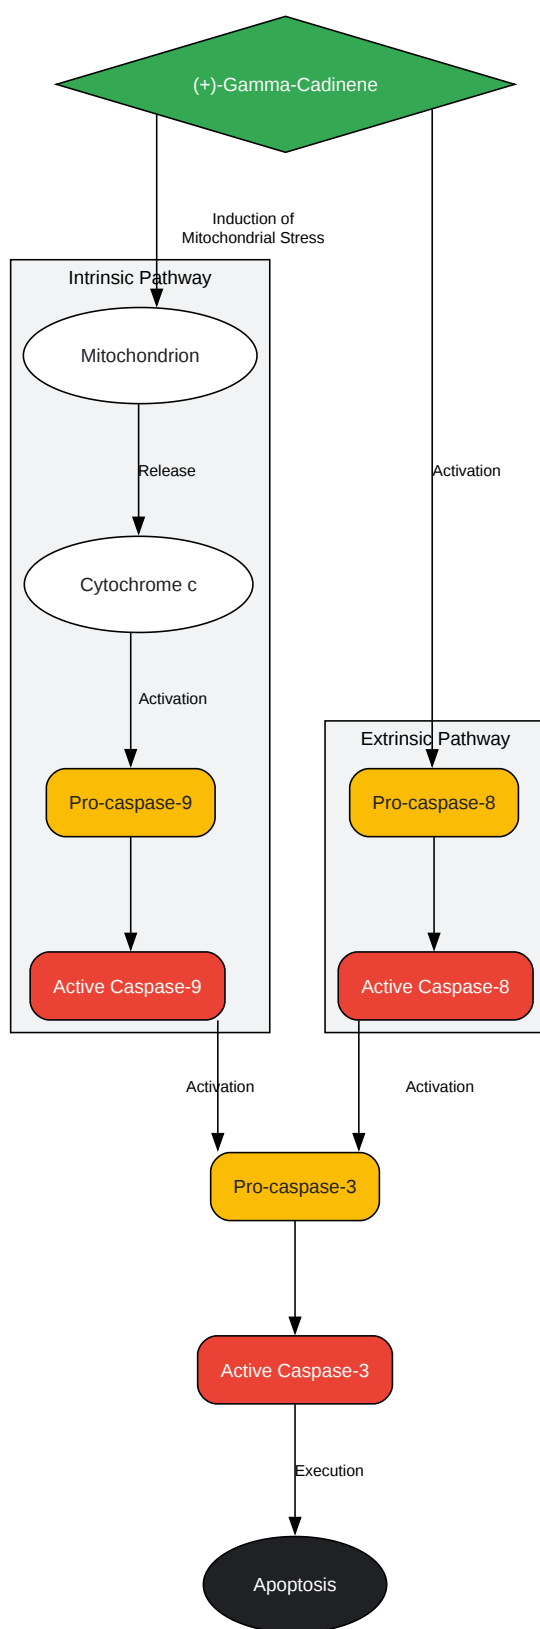 (+)-Gamma-Cadinene
Induction of
Mitochondrial Stress
Intrinsic Pathway
Mitochondrion
Release
Activation
Cytochrome c
Activation
Extrinsic Pathway
Pro-caspase-9
Pro-caspase-8
Active Caspase-9
Active Caspase-8
Activation
Activation
Pro-caspase-3
Active Caspase-3
Execution
Apoptosis